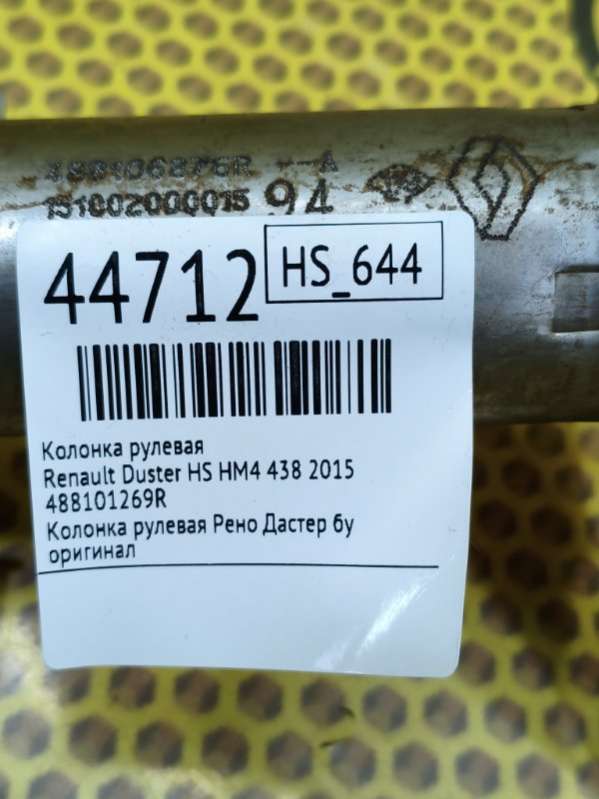 488106876R --A
151002000015 94
44712
HS_644
Колонка рулевая
Renault Duster HS HM4 438 2015
488101269R
Колонка рулевая Рено Дастер бу
оригинал